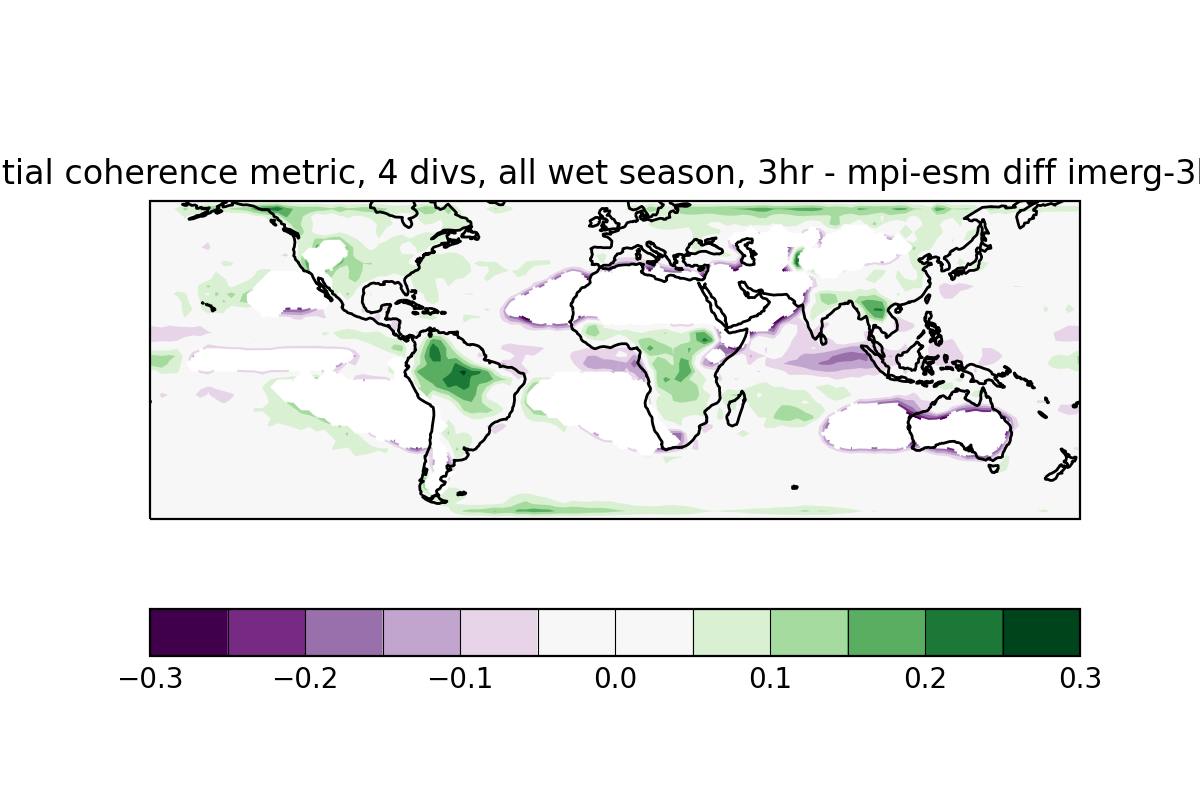 tial coherence metric, 4 divs, all wet season, 3hr - mpi-esm diff imerg-3
−0.3 −0.2 −0.1 0.0 0.1 0.2 0.3